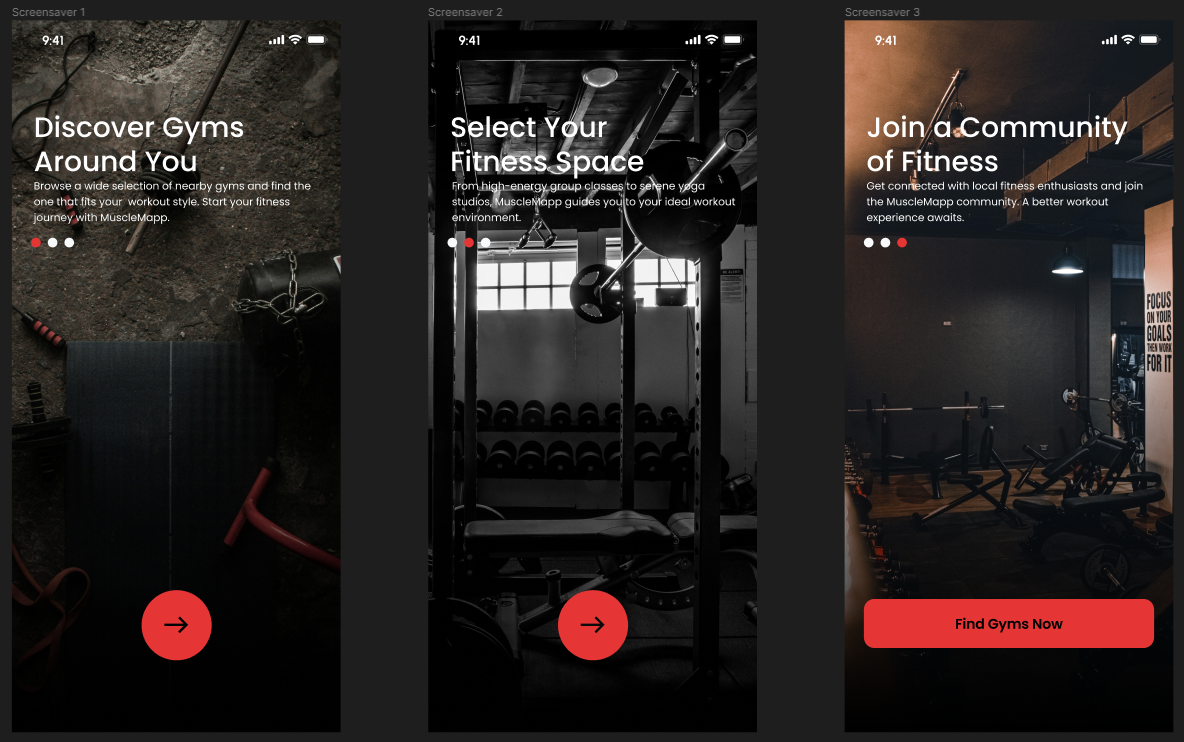 Screensaver 1
9:41
Discover Gyms
Around You
Browse a wide selection of nearby gyms and find the
one that fits your  workout style. Start your fitness
journey with MuscleMapp.
Screensaver 2
9:41
Select Your
Fitness Space
From high-energy group classes to serene yoga
studios, MuscleMapp guides you to your ideal workout
environment.
Screensaver 3
9:41
Join a Community
of Fitness
Get connected with local fitness enthusiasts and join
the MuscleMapp community. A better workout
experience awaits.
FOCUS
ON YOUR
GOALS
THEN WORK
FOR IT
Find Gyms Now